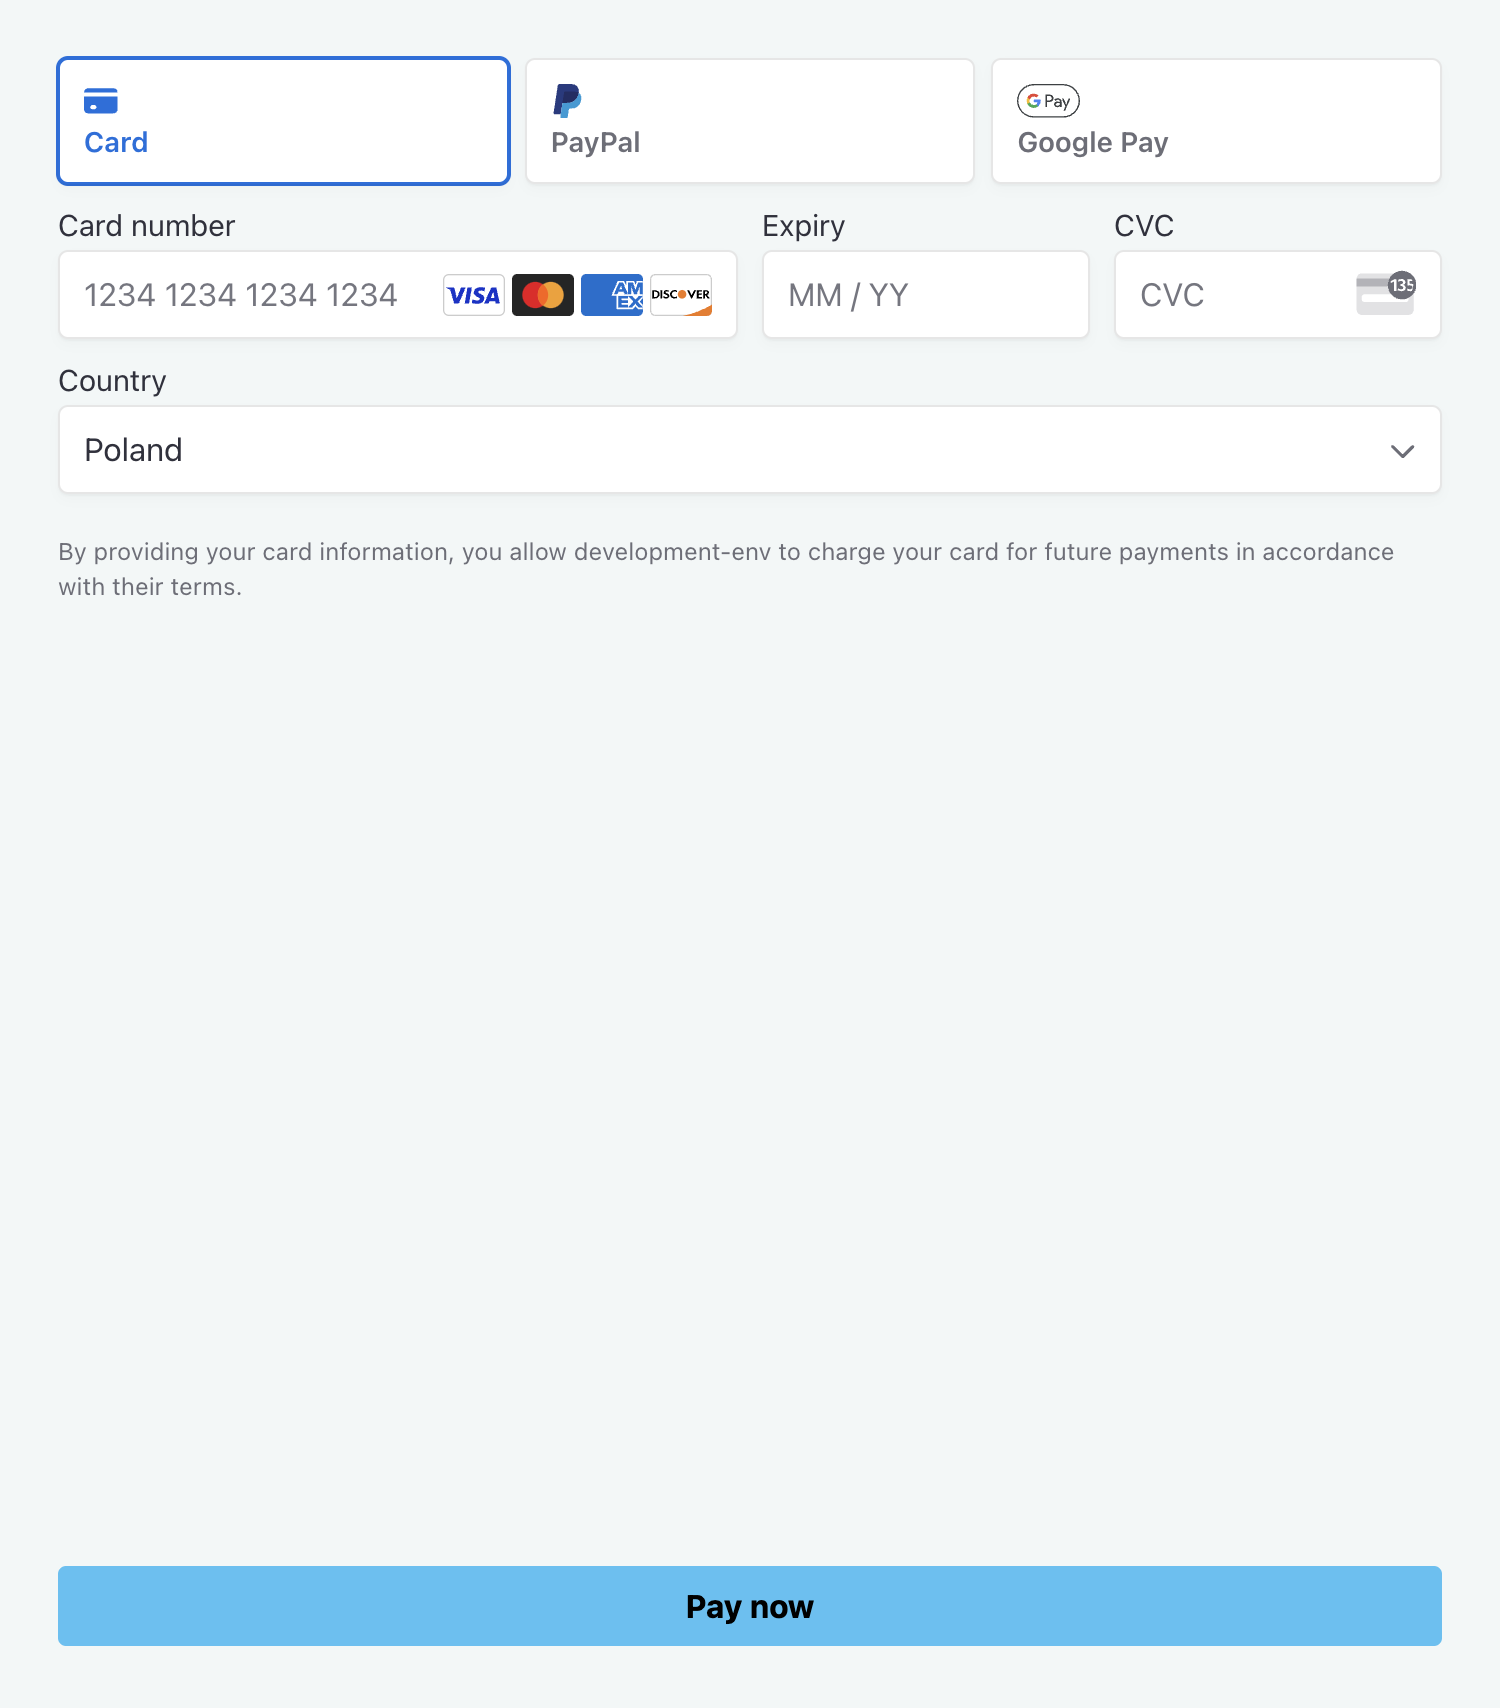 Card
PayPal
G Pay
Google Pay
Card number
Expiry
CVC
1234 1234 1234 1234
VISA
AM
EX
DISCOVER
MM / YY
CVC
135
Country
Poland
By providing your card information, you allow development-env to charge your card for future payments in accordance
with their terms.
Pay now